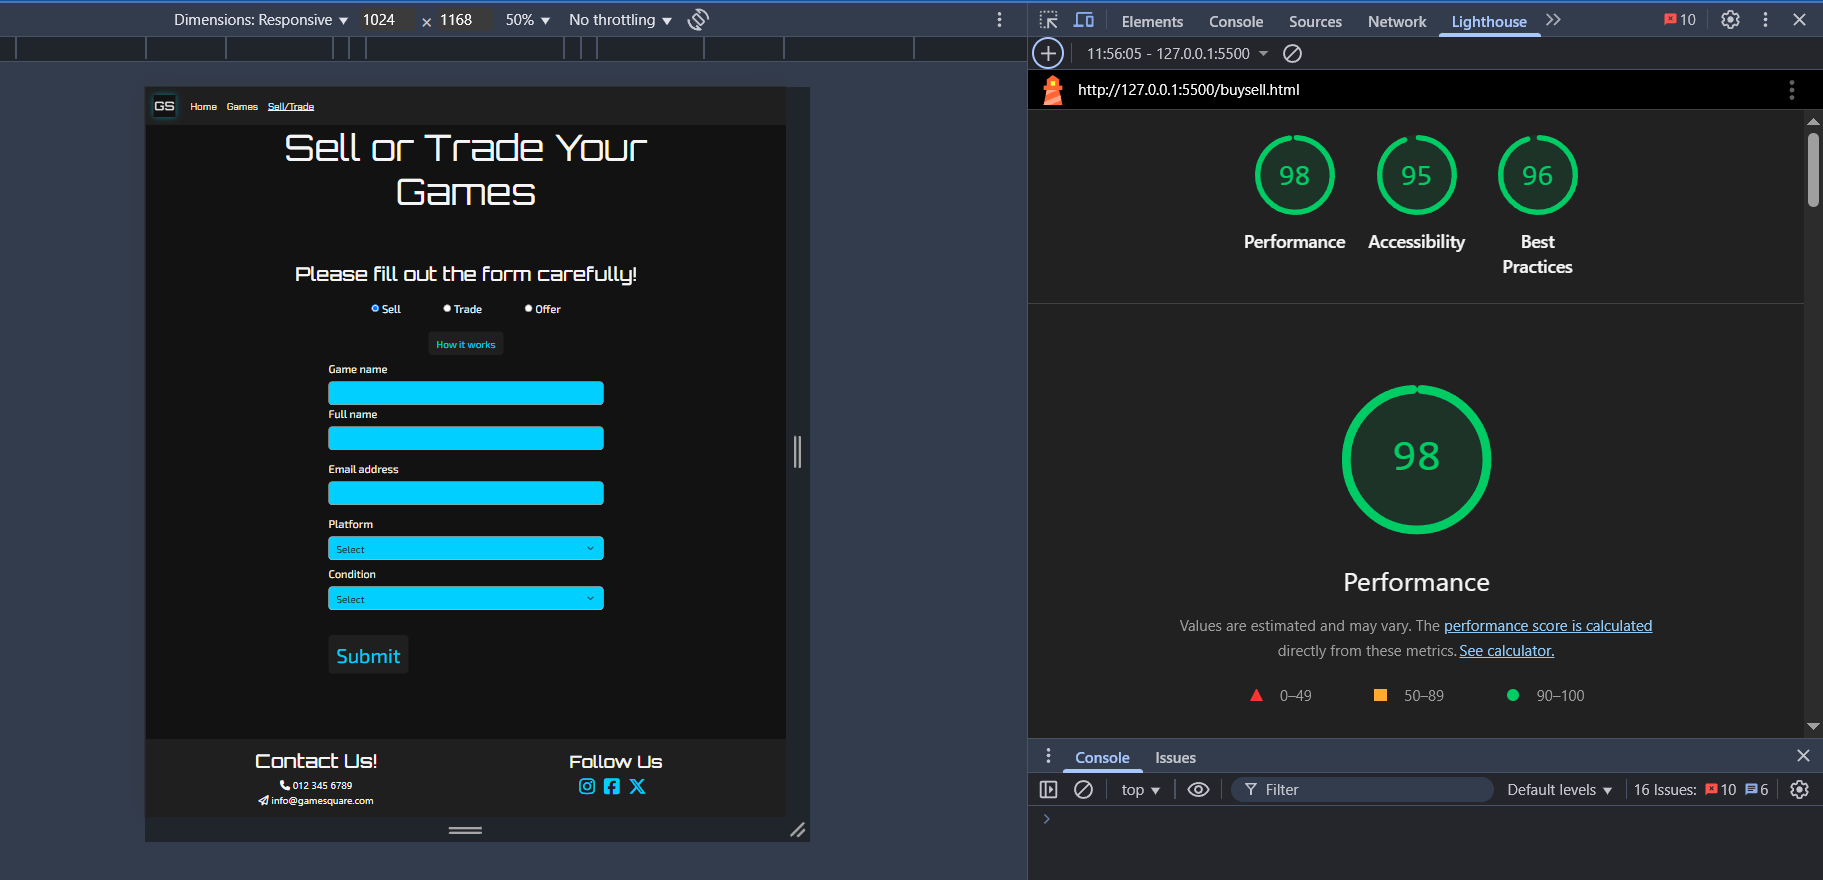 Dimensions: Responsive ▼ 1024 × 1168 50% ▼ No throttling ▼
Elements Console Sources Network Lighthouse 10
11:56:05 - 127.0.0.1:5500
http://127.0.0.1:5500/buysell.html
GS Home Games Sell/Trade
Sell or Trade Your
Games
Please fill out the form carefully!
Sell Trade Offer
How it works
Game name
Full name
Email address
Platform
Select
Condition
Select
Submit
Contact Us!
012 345 6789
info@gamesquare.com
Follow Us
98 95 96
Performance Accessibility Best
Practices
98
Performance
Values are estimated and may vary. The performance score is calculated
directly from these metrics. See calculator.
0–49 50–89 90–100
Console Issues
top ▼ Filter Default levels ▼ 16 Issues: 10 6